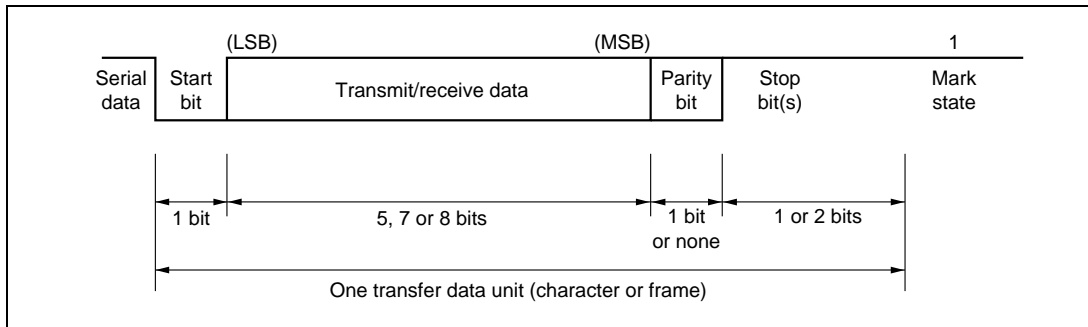 (LSB)
(MSB)
1
Serial data
Start bit
Transmit/receive data
Parity bit
Stop bit(s)
Mark state
1 bit
5, 7 or 8 bits
1 bit or none
1 or 2 bits
One transfer data unit (character or frame)